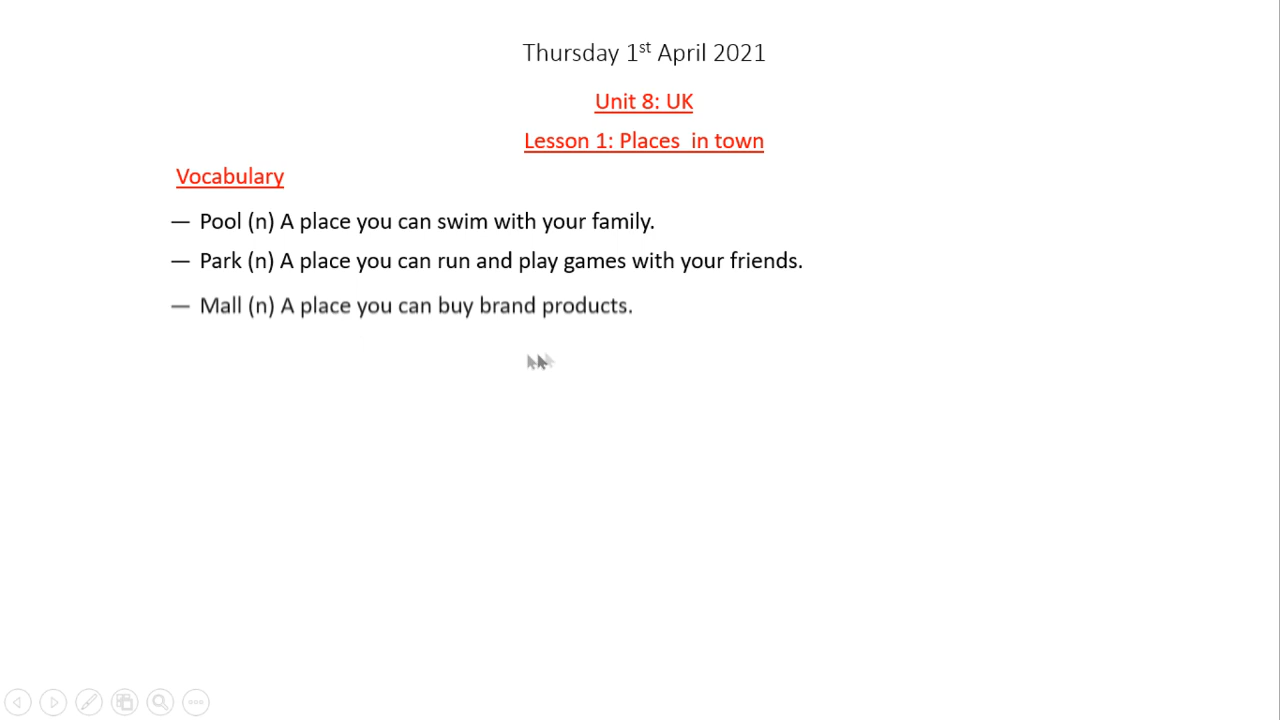 Thursday 1st April 2021
Unit 8: UK
Lesson 1: Places  in town
Vocabulary
— Pool (n) A place you can swim with your family.
— Park (n) A place you can run and play games with your friends.
— Mall (n) A place you can buy brand products.